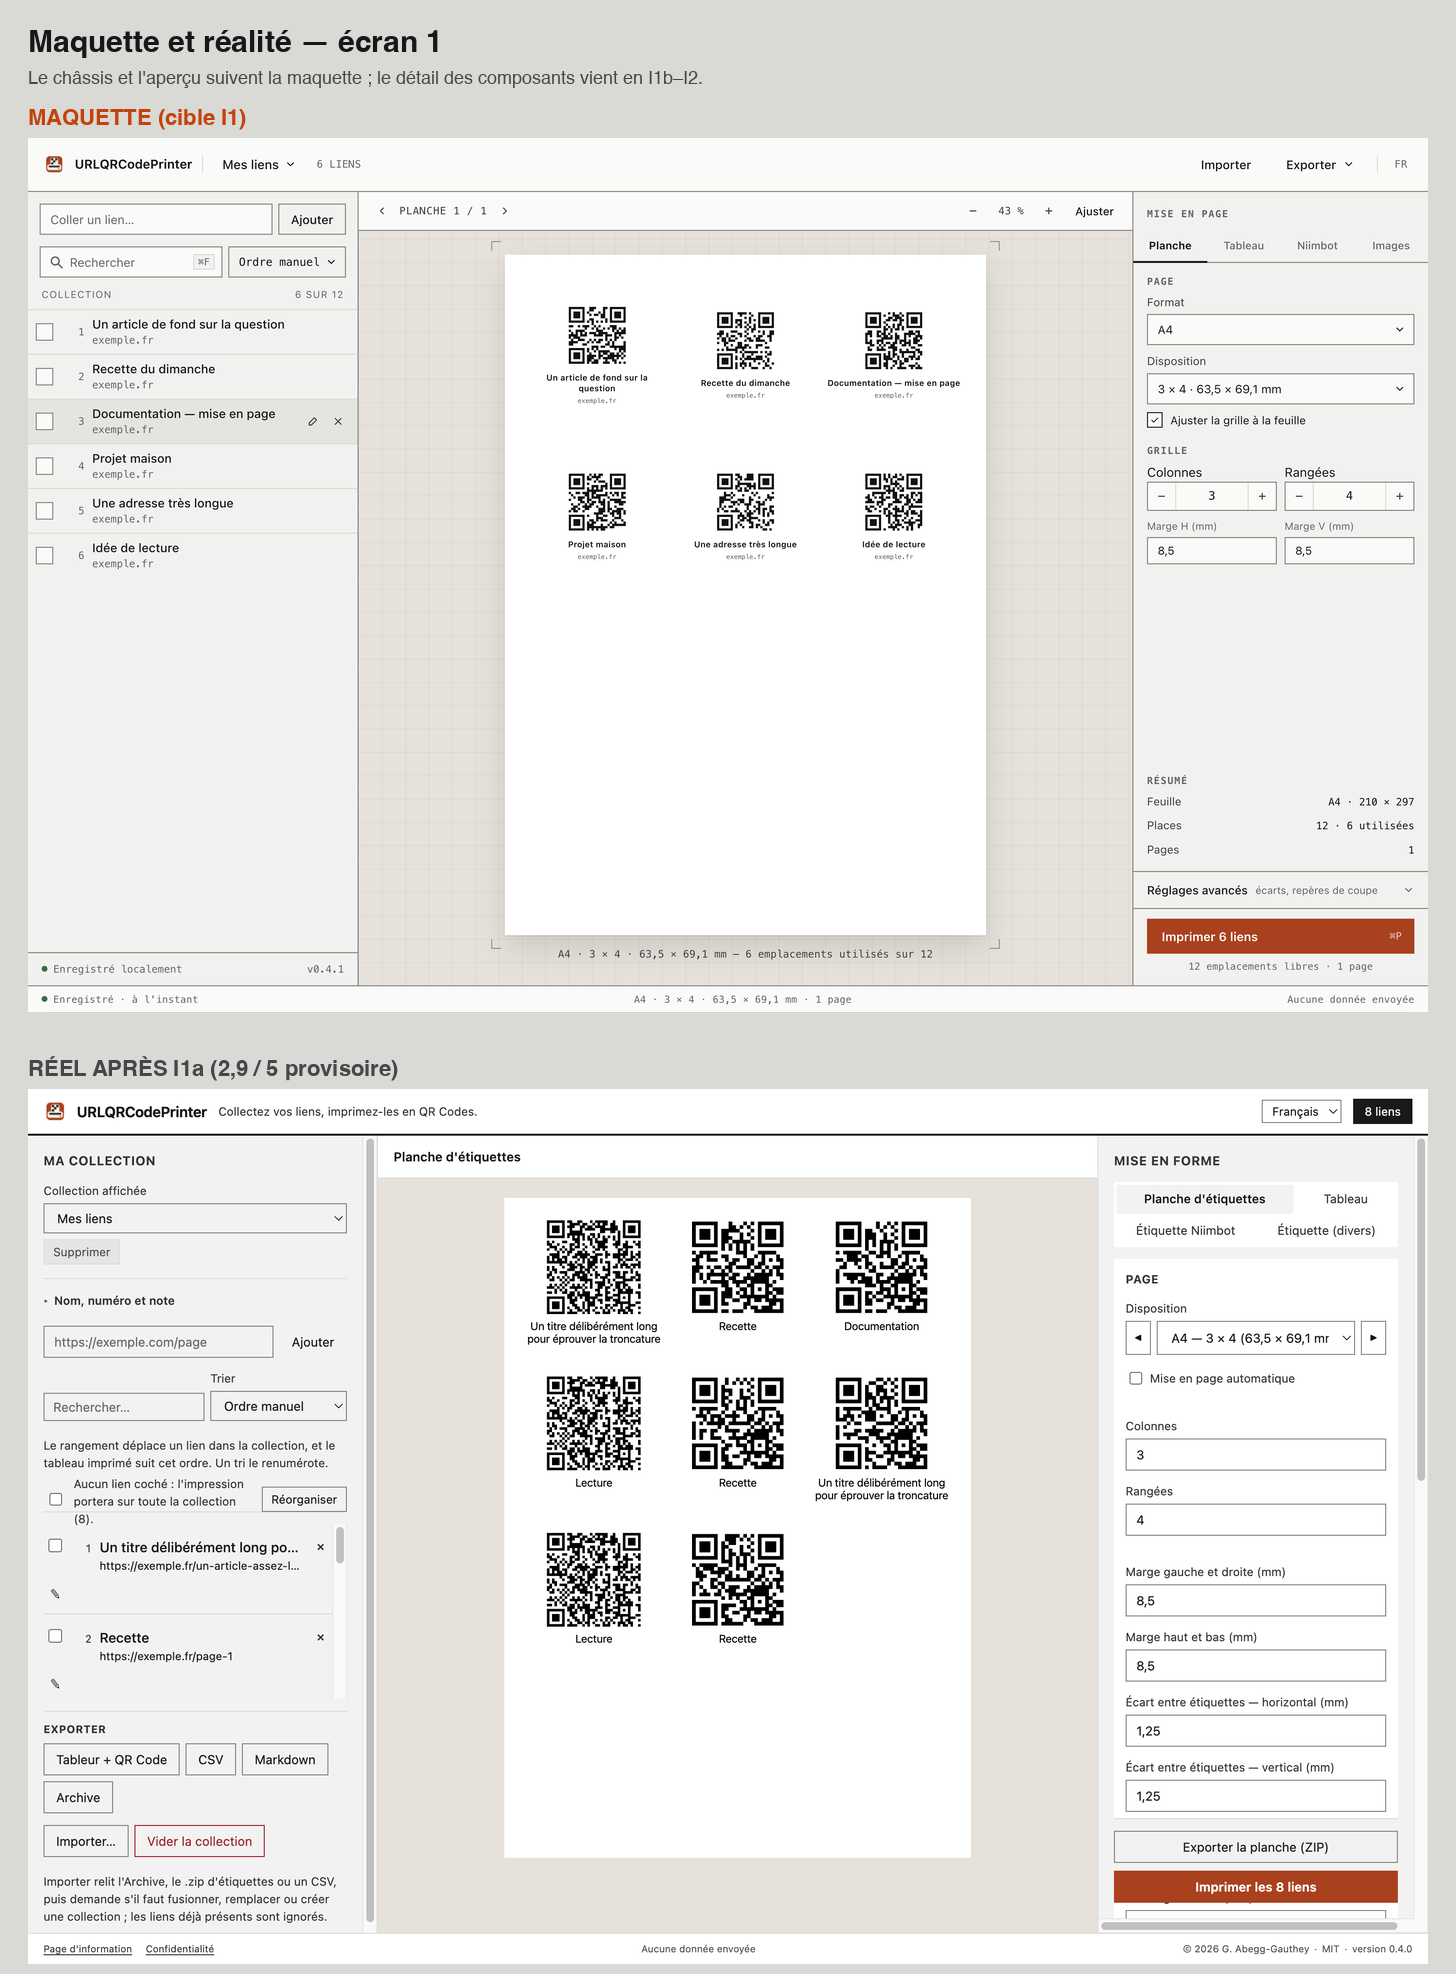 Maquette et réalité — écran 1
Le châssis et l'aperçu suivent la maquette ; le détail des composants vient en I1b–I2.
MAQUETTE (cible I1)
URLQRCodePrinter
Mes liens
6 LIENS
Importer
Exporter
FR
Coller un lien...
Ajouter
Rechercher
⌘F
Ordre manuel
COLLECTION
6 SUR 12
1 Un article de fond sur la question
exemple.fr
2 Recette du dimanche
exemple.fr
3 Documentation — mise en page
exemple.fr
4 Projet maison
exemple.fr
5 Une adresse très longue
exemple.fr
6 Idée de lecture
exemple.fr
Enregistré localement
v0.4.1
PLANCHE 1 / 1
43 %
Ajuster
Un article de fond sur la
question
exemple.fr
Recette du dimanche
exemple.fr
Documentation — mise en page
exemple.fr
Projet maison
exemple.fr
Une adresse très longue
exemple.fr
Idée de lecture
exemple.fr
A4 · 3 × 4 · 63,5 × 69,1 mm — 6 emplacements utilisés sur 12
MISE EN PAGE
Planche
Tableau
Niimbot
Images
PAGE
Format
A4
Disposition
3 × 4 · 63,5 × 69,1 mm
Ajuster la grille à la feuille
GRILLE
Colonnes
Rangées
− 3 +
− 4 +
Marge H (mm)
Marge V (mm)
8,5
8,5
RÉSUMÉ
Feuille
A4 · 210 × 297
Places
12 · 6 utilisées
Pages
1
Réglages avancés écarts, repères de coupe
Imprimer 6 liens
⌘P
12 emplacements libres · 1 page
Enregistré · à l'instant
A4 · 3 × 4 · 63,5 × 69,1 mm · 1 page
Aucune donnée envoyée
RÉEL APRÈS I1a (2,9 / 5 provisoire)
URLQRCodePrinter
Collectez vos liens, imprimez-les en QR Codes.
Français
8 liens
MA COLLECTION
Collection affichée
Mes liens
Supprimer
Nom, numéro et note
https://exemple.com/page
Ajouter
Trier
Rechercher...
Ordre manuel
Le rangement déplace un lien dans la collection, et le
tableau imprimé suit cet ordre. Un tri le renumérote.
Aucun lien coché : l'impression
portera sur toute la collection
(8).
Réorganiser
1 Un titre délibérément long po...
https://exemple.fr/un-article-assez-l...
2 Recette
https://exemple.fr/page-1
EXPORTER
Tableur + QR Code
CSV
Markdown
Archive
Importer...
Vider la collection
Importer relit l'Archive, le .zip d'étiquettes ou un CSV,
puis demande s'il faut fusionner, remplacer ou créer
une collection ; les liens déjà présents sont ignorés.
Planche d'étiquettes
Un titre délibérément long
pour éprouver la troncature
Recette
Documentation
Lecture
Recette
Un titre délibérément long
pour éprouver la troncature
Lecture
Recette
MISE EN FORME
Planche d'étiquettes
Tableau
Étiquette Niimbot
Étiquette (divers)
PAGE
Disposition
A4 — 3 × 4 (63,5 × 69,1 mr
Mise en page automatique
Colonnes
3
Rangées
4
Marge gauche et droite (mm)
8,5
Marge haut et bas (mm)
8,5
Écart entre étiquettes — horizontal (mm)
1,25
Écart entre étiquettes — vertical (mm)
1,25
Exporter la planche (ZIP)
Imprimer les 8 liens
Page d'information
Confidentialité
Aucune donnée envoyée
© 2026 G. Abegg-Gauthey · MIT · version 0.4.0